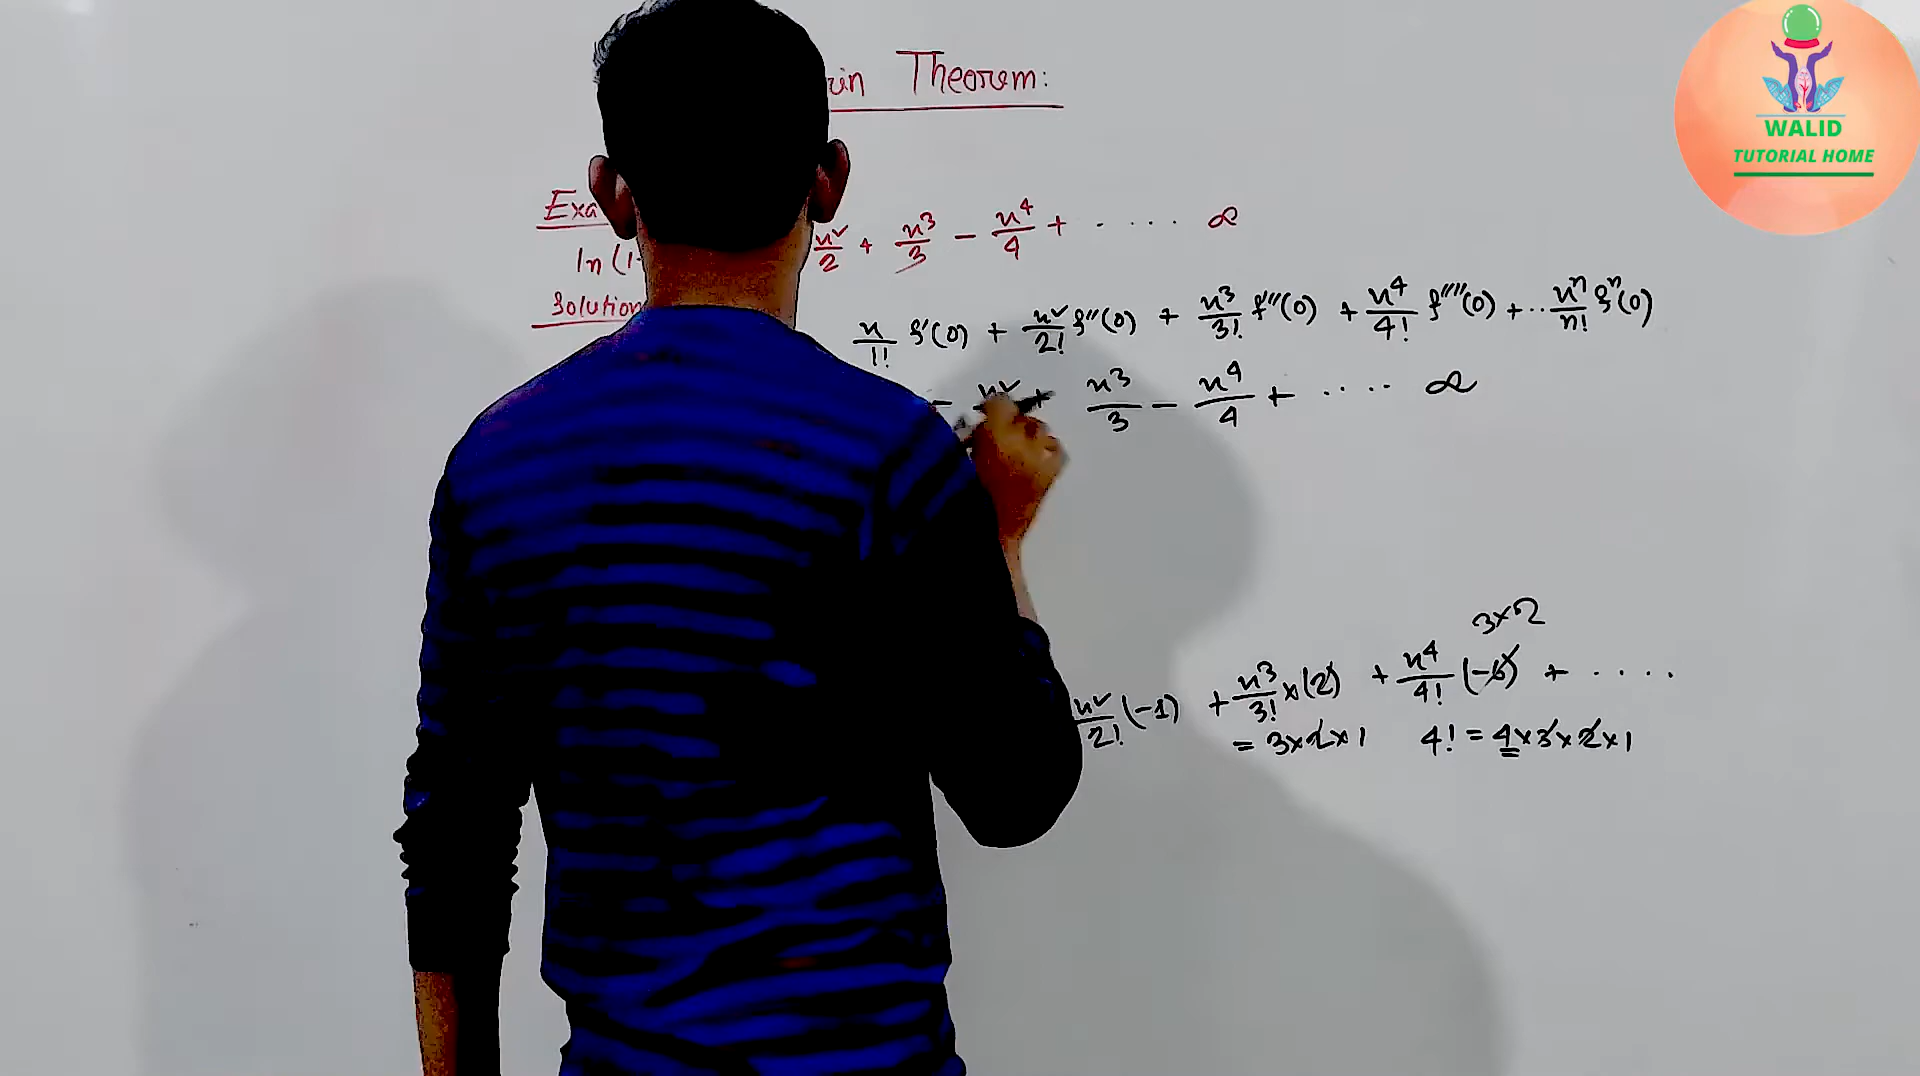 Theorem:
WALID
TUTORIAL HOME
Exa
ln (1- x²/2 + x³/3 - x⁴/4 + ..... ∞
Solution
x/1! f'(0) + x²/2! f''(0) + x³/3! f'''(0) + x⁴/4! f''''(0) + ... xⁿ/n! fⁿ(0)
- x² + x³/3 - x⁴/4 + ..... ∞
3×2
x²/2! (-1) + x³/3! × (2) + x⁴/4! (-6) + .....
= 3×2×1 4! = 4×3×2×1